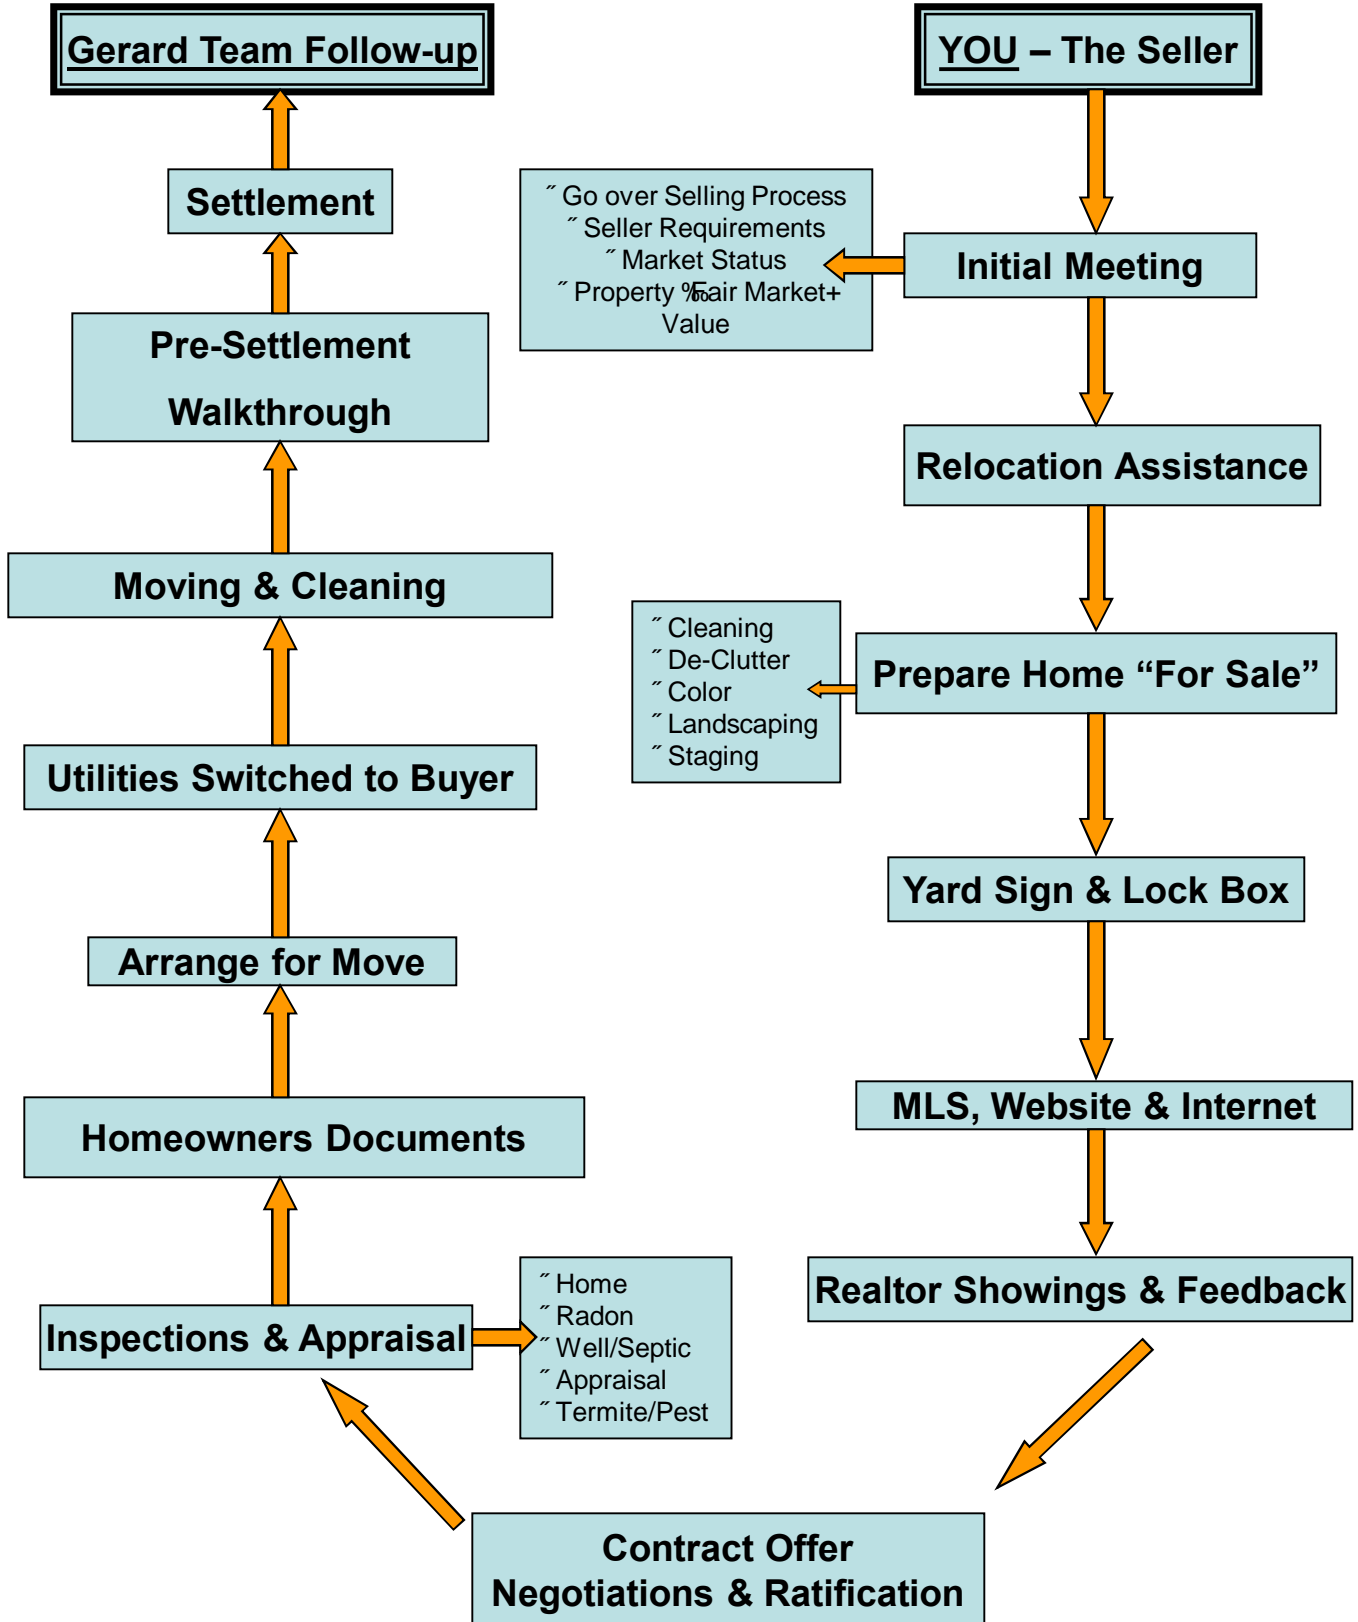 Gerard Team Follow-up
YOU – The Seller
Settlement
˝ Go over Selling Process
˝ Seller Requirements
˝ Market Status
˝ Property ‰Fair Market+
Value
Initial Meeting
Pre-Settlement
Walkthrough
Relocation Assistance
Moving & Cleaning
˝ Cleaning
˝ De-Clutter
˝ Color
˝ Landscaping
˝ Staging
Prepare Home “For Sale”
Utilities Switched to Buyer
Yard Sign & Lock Box
Arrange for Move
MLS, Website & Internet
Homeowners Documents
Realtor Showings & Feedback
Inspections & Appraisal
˝ Home
˝ Radon
˝ Well/Septic
˝ Appraisal
˝ Termite/Pest
Contract Offer
Negotiations & Ratification